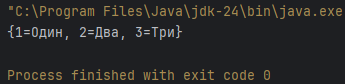 "C:\Program Files\Java\jdk-24\bin\java.exe
{1=Один, 2=Два, 3=Три}
Process finished with exit code 0